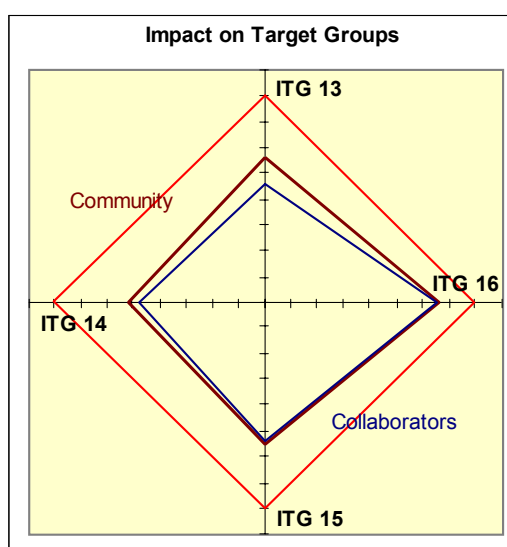 Impact on Target Groups
ITG 13
Community
ITG 16
ITG 14
Collaborators
ITG 15